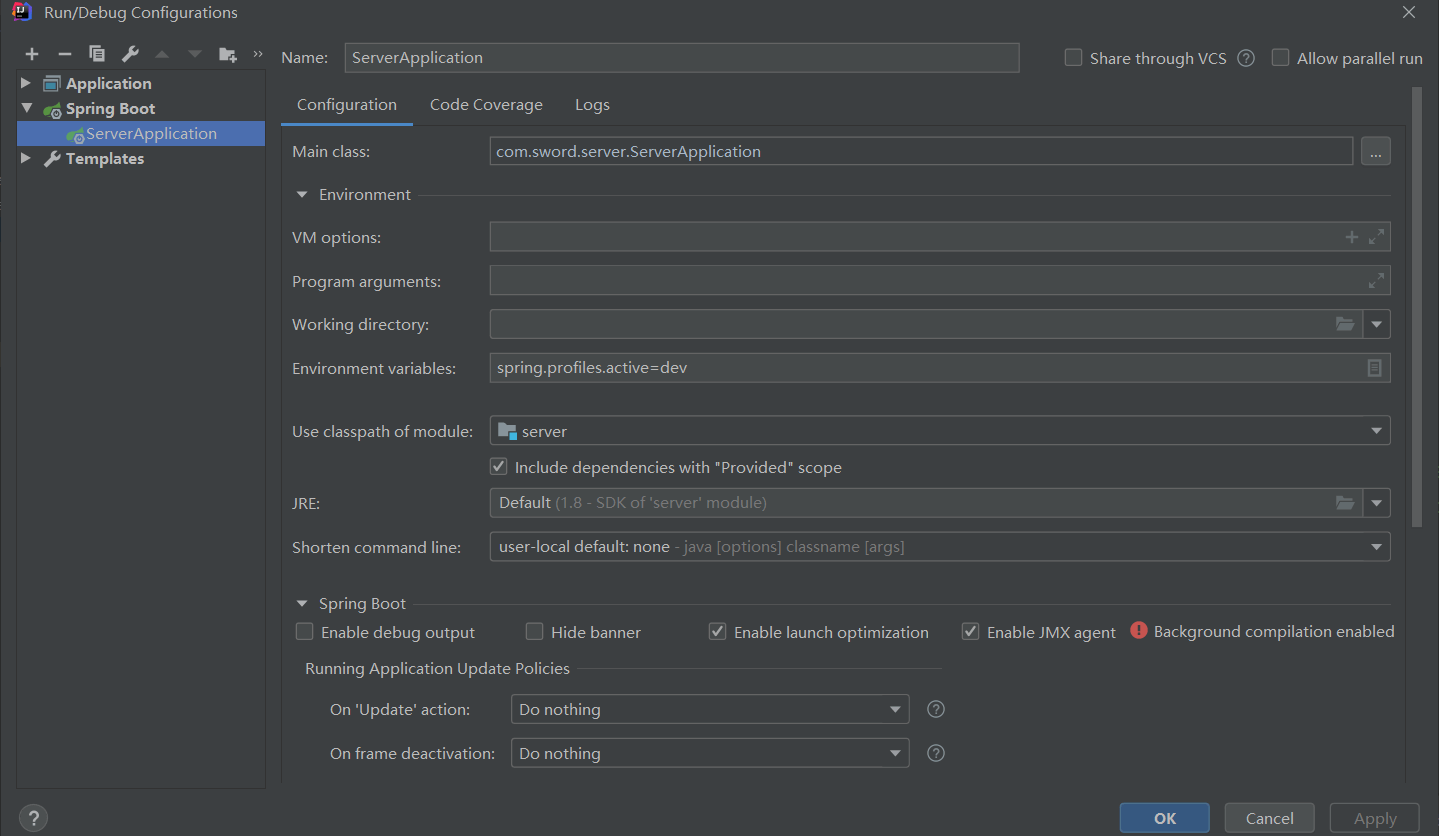 Run/Debug Configurations
Name: ServerApplication
Share through VCS ?
Allow parallel run
Application
Spring Boot
ServerApplication
Templates
Configuration Code Coverage Logs
Main class: com.sword.server.ServerApplication ...
Environment
VM options:
Program arguments:
Working directory:
Environment variables: spring.profiles.active=dev
Use classpath of module: server
Include dependencies with "Provided" scope
JRE: Default (1.8 - SDK of 'server' module)
Shorten command line: user-local default: none - java [options] classname [args]
Spring Boot
Enable debug output Hide banner Enable launch optimization Enable JMX agent Background compilation enabled
Running Application Update Policies
On 'Update' action: Do nothing ?
On frame deactivation: Do nothing ?
? OK Cancel Apply